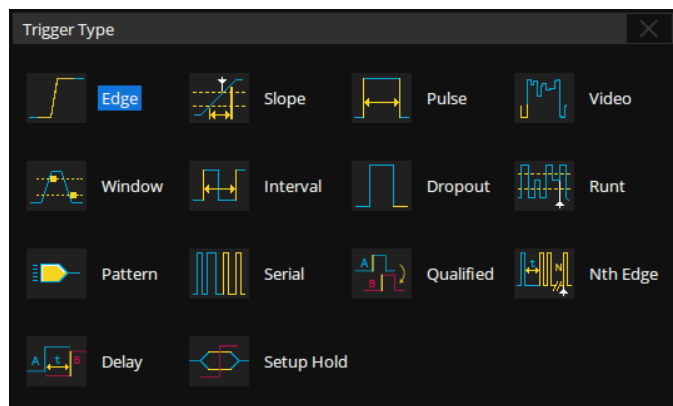 Trigger Type
Edge Slope Pulse Video
Window Interval Dropout Runt
Pattern Serial A B Qualified t N Nth Edge
A t B Delay Setup Hold